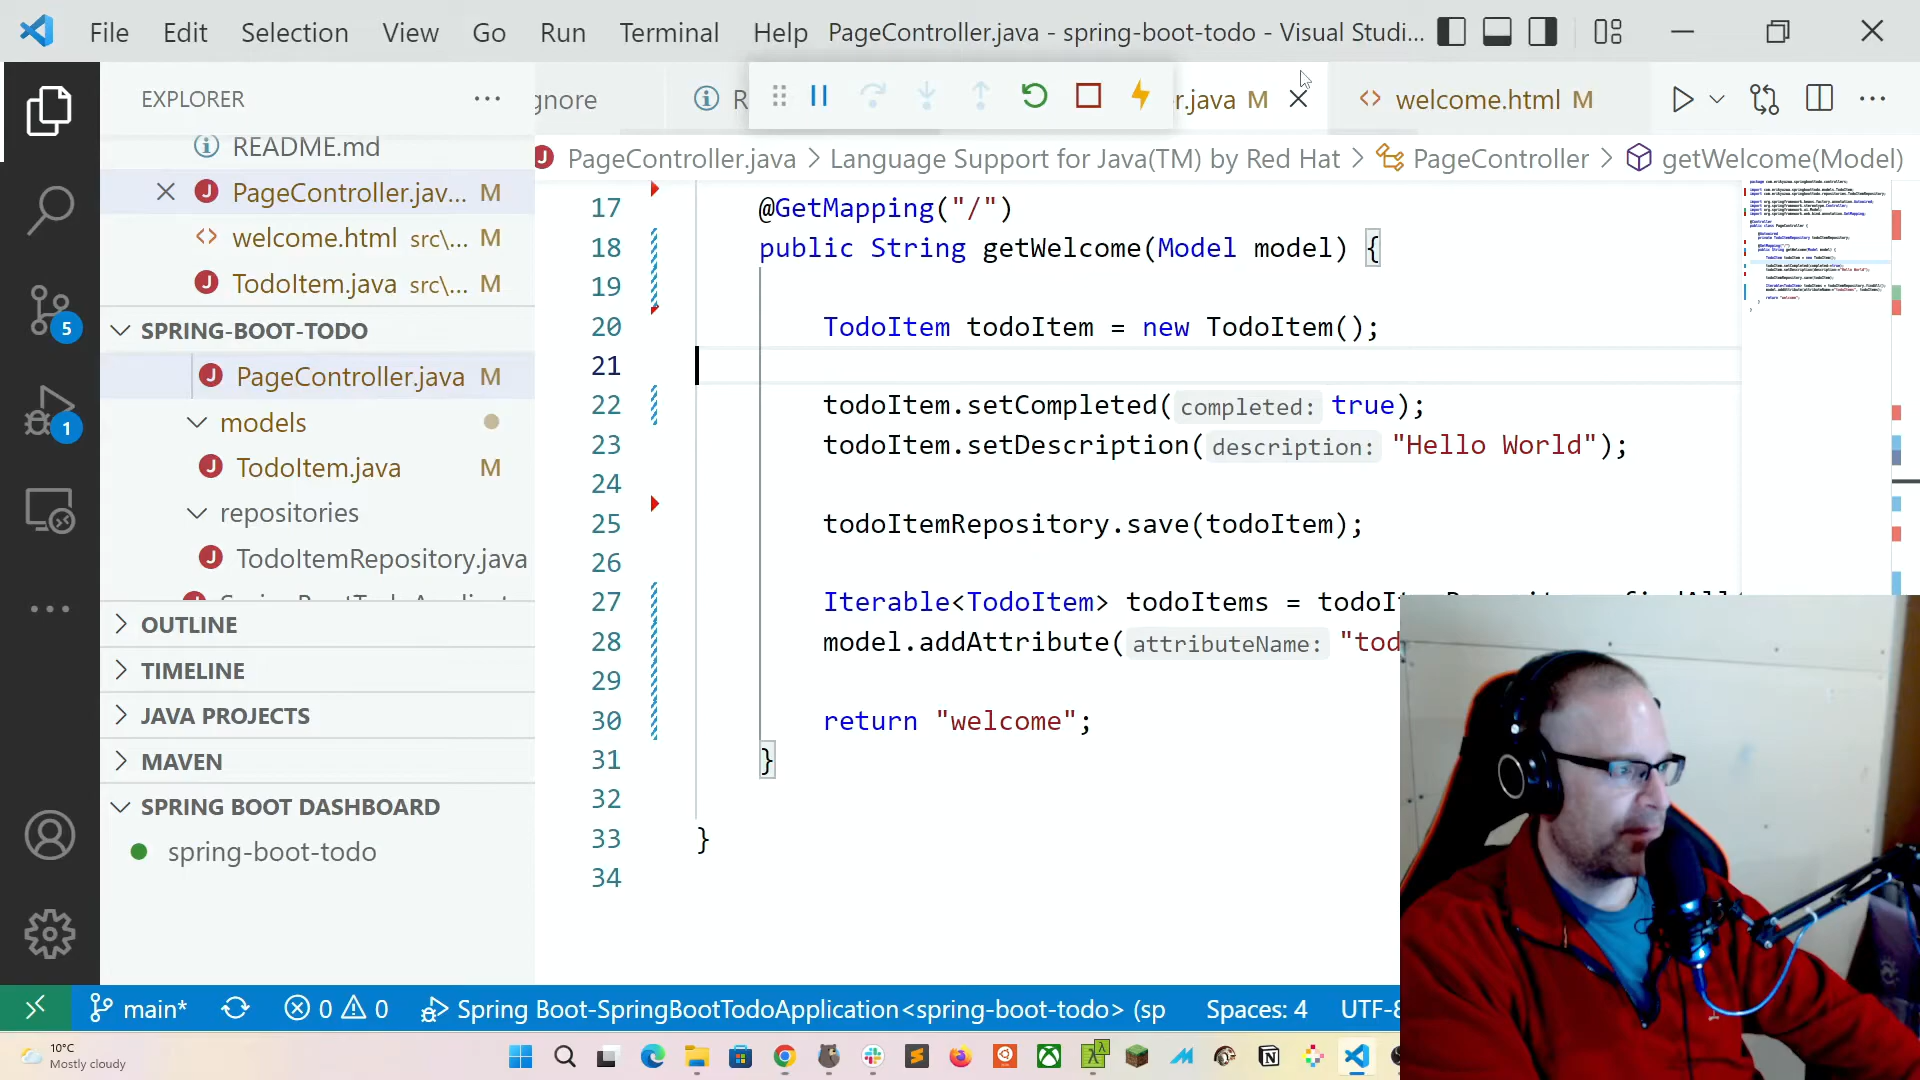 File Edit Selection View Go Run Terminal Help PageController.java - spring-boot-todo - Visual Studi...
EXPLORER
gnore
r.java M
welcome.html M
README.md
PageController.java > Language Support for Java(TM) by Red Hat > PageController > getWelcome(Model)
PageController.jav... M
welcome.html src\... M
TodoItem.java src\... M
SPRING-BOOT-TODO
PageController.java M
models
TodoItem.java M
repositories
TodoItemRepository.java
OUTLINE
TIMELINE
JAVA PROJECTS
MAVEN
SPRING BOOT DASHBOARD
spring-boot-todo
5
1
17 @GetMapping("/")
18 public String getWelcome(Model model) {
19
20 TodoItem todoItem = new TodoItem();
21
22 todoItem.setCompleted(completed: true);
23 todoItem.setDescription(description: "Hello World");
24
25 todoItemRepository.save(todoItem);
26
27 Iterable<TodoItem> todoItems =
28 model.addAttribute(attributeName:
29
30 return "welcome";
31 }
32
33 }
34
main* 0 0 Spring Boot-SpringBootTodoApplication<spring-boot-todo> (sp Spaces: 4 UTF-8
10°C
Mostly cloudy